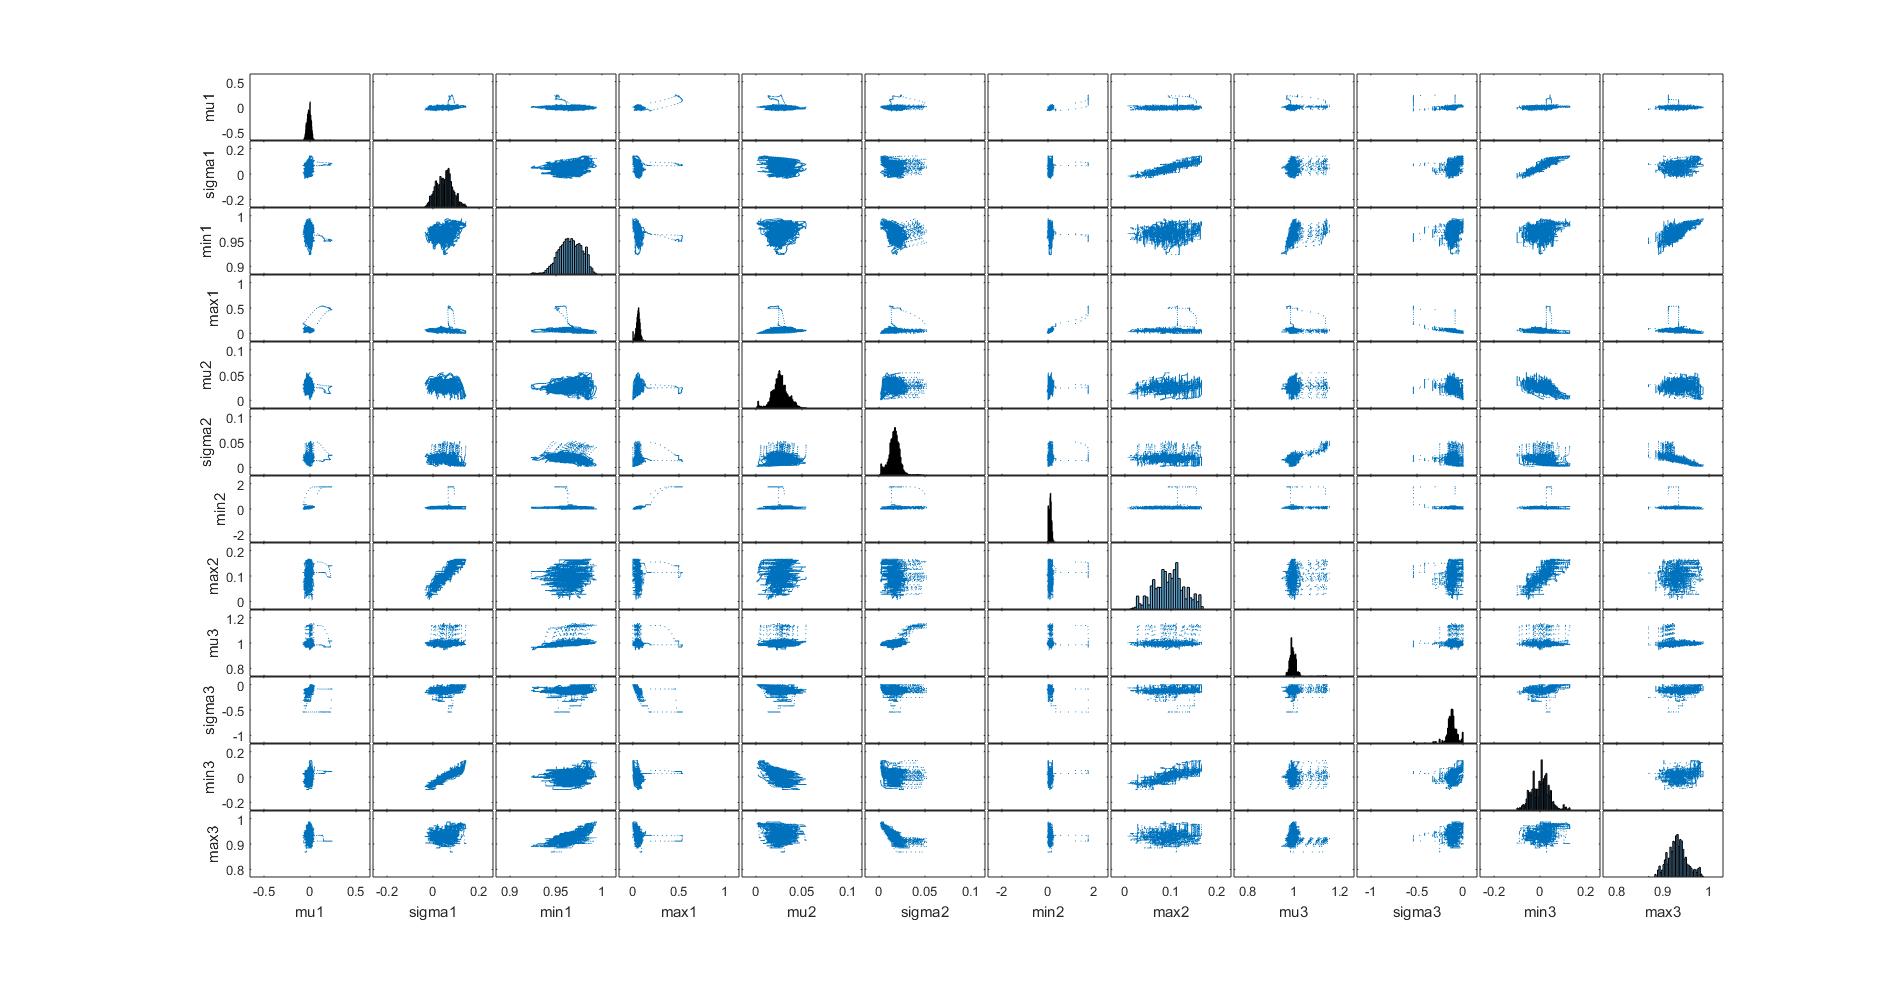 mu1 0.5 0 -0.5
sigma1 0.2 0 -0.2
min1 1 0.95 0.9
max1 1 0.5 0
mu2 0.1 0.05 0
sigma2 0.1 0.05 0
min2 2 0 -2
max2 0.2 0.1 0
mu3 1.2 1 0.8
sigma3 0 -0.5 -1
min3 0.2 0 -0.2
max3 1 0.9 0.8
-0.5 0 0.5 -0.2 0 0.2 0.9 0.95 1 0 0.5 1 0 0.05 0.1 0 0.05 0.1 -2 0 2 0 0.1 0.2 0.8 1 1.2 -1 -0.5 0 -0.2 0 0.2 0.8 0.9 1
mu1 sigma1 min1 max1 mu2 sigma2 min2 max2 mu3 sigma3 min3 max3